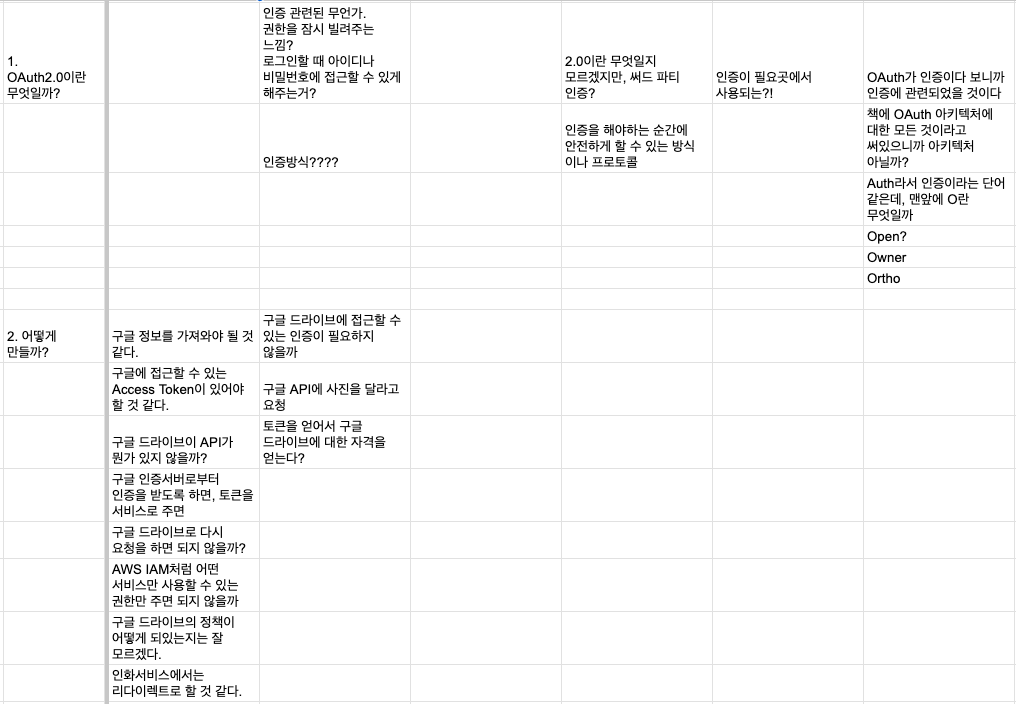 1.
OAuth2.0이란
무엇일까?
인증 관련된 무언가.
권한을 잠시 빌려주는
느낌?
로그인할 때 아이디나
비밀번호에 접근할 수 있게
해주는거?
2.0이란 무엇일지
모르겠지만, 써드 파티
인증?
인증이 필요곳에서
사용되는?!
OAuth가 인증이다 보니까
인증에 관련되었을 것이다
인증방식????
인증을 해야하는 순간에
안전하게 할 수 있는 방식
이나 프로토콜
책에 OAuth 아키텍처에
대한 모든 것이라고
써있으니까 아키텍처
아닐까?
Auth라서 인증이라는 단어
같은데, 맨앞에 O란
무엇일까
Open?
Owner
Ortho
2. 어떻게
만들까?
구글 정보를 가져와야 될 것
같다.
구글 드라이브에 접근할 수
있는 인증이 필요하지
않을까
구글에 접근할 수 있는
Access Token이 있어야
할 것 같다.
구글 API에 사진을 달라고
요청
구글 드라이브이 API가
뭔가 있지 않을까?
토큰을 얻어서 구글
드라이브에 대한 자격을
얻는다?
구글 인증서버로부터
인증을 받도록 하면, 토큰을
서비스로 주면
구글 드라이브로 다시
요청을 하면 되지 않을까?
AWS IAM처럼 어떤
서비스만 사용할 수 있는
권한만 주면 되지 않을까
구글 드라이브의 정책이
어떻게 되있는지는 잘
모르겠다.
인화서비스에서는
리다이렉트로 할 것 같다.